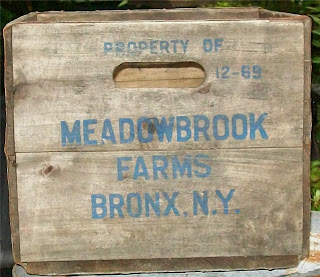 PROPERTY OF
12-69
MEADOWBROOK
FARMS
BRONX, N.Y.